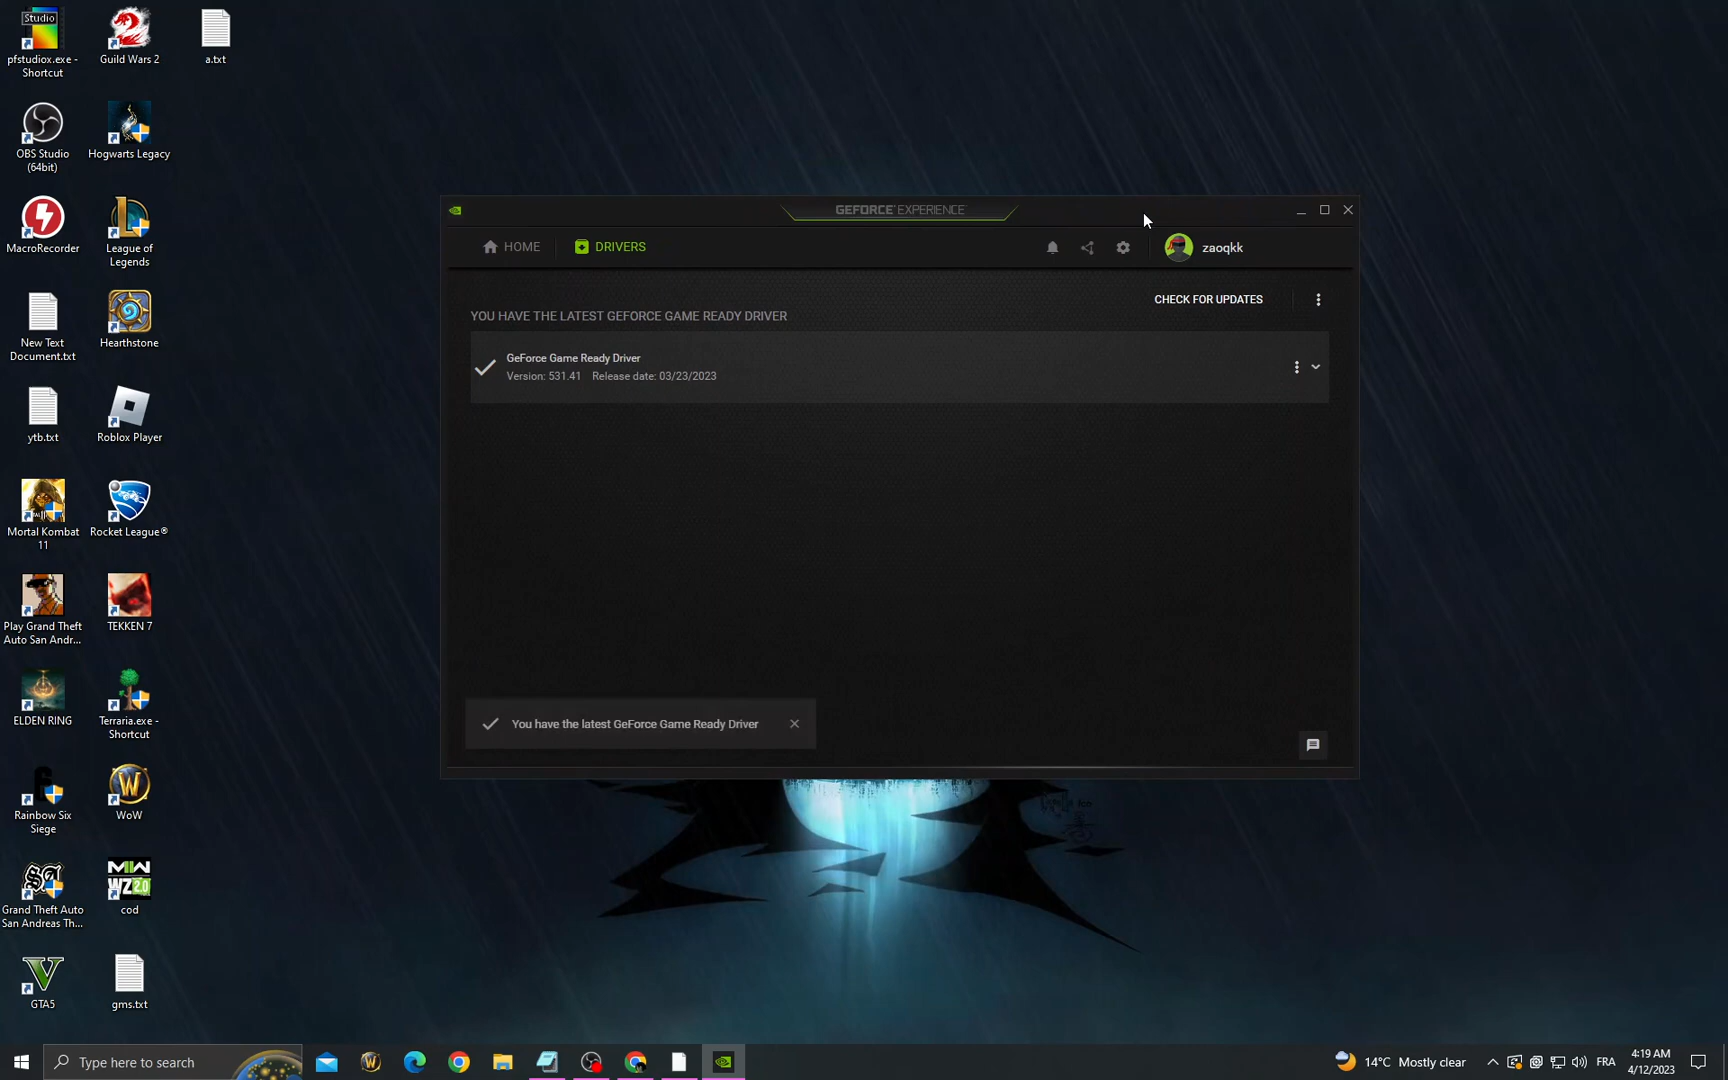 Studio
pfstudiox.exe -
Shortcut
Guild Wars 2
a.txt
OBS Studio
(64bit)
Hogwarts Legacy
MacroRecorder
League of
Legends
New Text
Document.txt
Hearthstone
ytb.txt
Roblox Player
Mortal Kombat
11
Rocket League®
Play Grand Theft
Auto San Andr...
TEKKEN 7
ELDEN RING
Terraria.exe -
Shortcut
Rainbow Six
Siege
WoW
Grand Theft Auto
San Andreas Th...
MW
WZ 2.0
cod
GTA5
gms.txt
GEFORCE EXPERIENCE
HOME
DRIVERS
zaoqkk
CHECK FOR UPDATES
YOU HAVE THE LATEST GEFORCE GAME READY DRIVER
GeForce Game Ready Driver
Version: 531.41 Release date: 03/23/2023
You have the latest GeForce Game Ready Driver
Type here to search
14°C Mostly clear
FRA
4:19 AM
4/12/2023